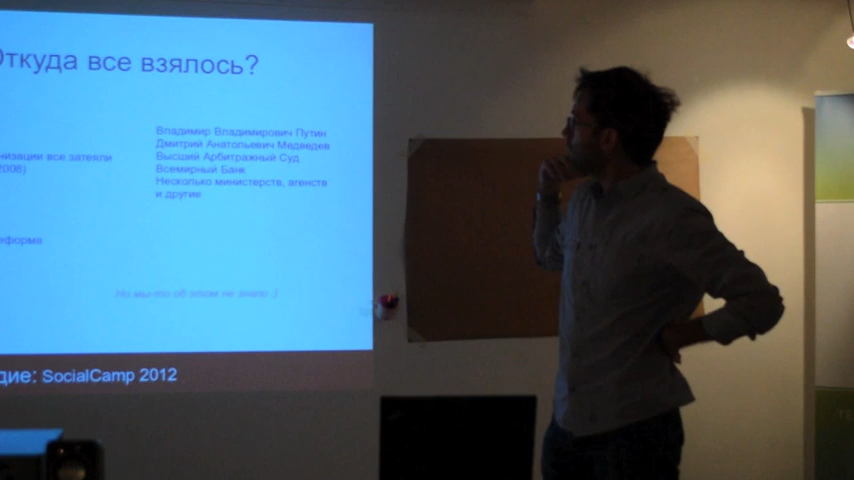 Откуда все взялось?
Владимир Владимирович Путин
Дмитрий Анатольевич Медведев
низации все затеяли
Высший Арбитражный Суд
2008)
Всемирный Банк
Несколько министерств, агенств
и другие
еформа
Но мы-то об этом не знали :)
дие: SocialCamp 2012